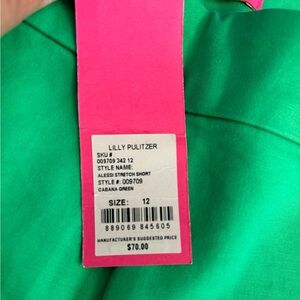 LILLY PULITZER
SKU #
009709 342 12
STYLE NAME:
ALESSI STRETCH SHORT
STYLE #: 009709
CABANA GREEN
SIZE: 12
889069 845605
MANUFACTURER'S SUGGESTED PRICE
$70.00